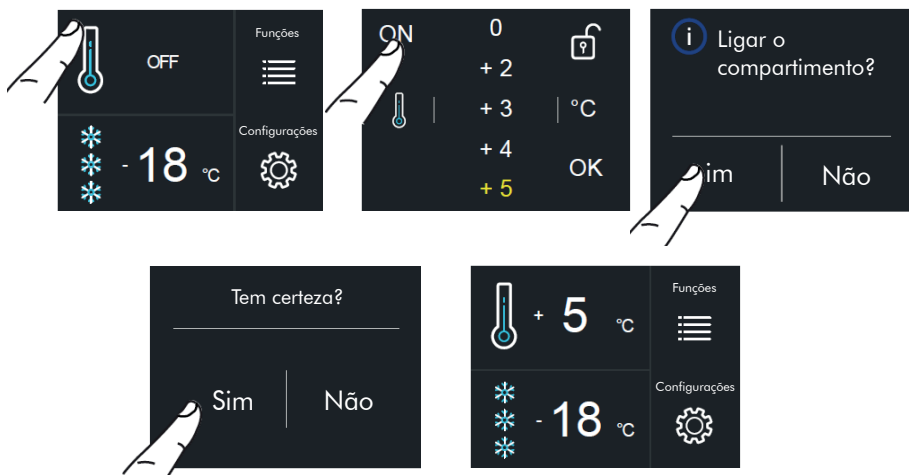 OFF
Funções
Configurações
- 18 °C
ON
0
+ 2
+ 3
°C
+ 4
+ 5
OK
i
Ligar o
compartimento?
im
Não
Tem certeza?
Sim
Não
+ 5 °C
Funções
- 18 °C
Configurações